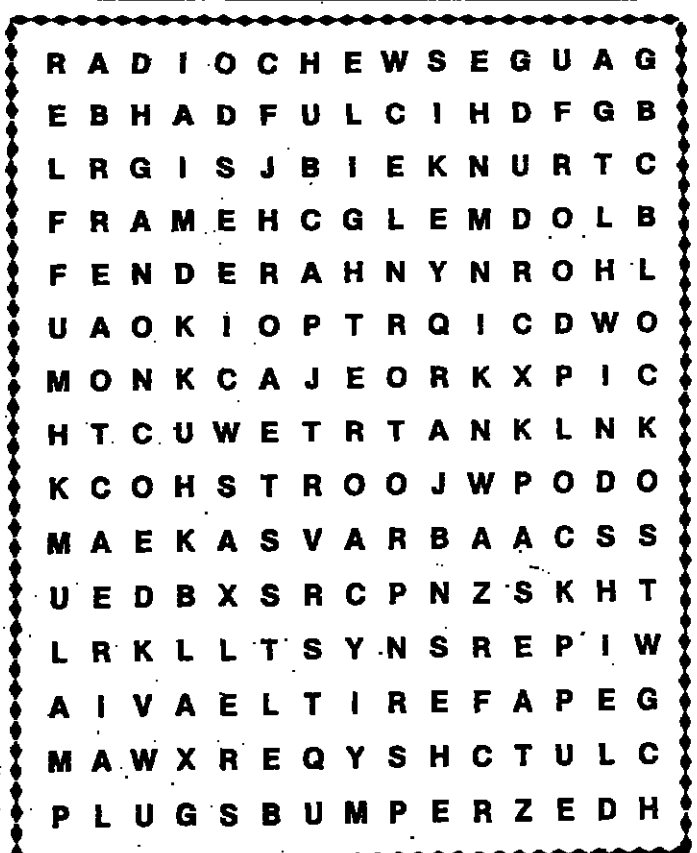 R A D I O C H E W S E G U A G
E B H A D F U L C I H D F G B
L R G I S J B I E K N U R T C
F R A M E H C G L E M D O L B
F E N D E R A H N Y N R O H L
U A O K I O P T R Q I C D W O
M O N K C A J E O R K X P I C
H T C U W E T R T A N K L N K
K C O H S T R O O J W P O D O
M A E K A S V A R B A A C S S
U E D B X S R C P N Z S K H T
L R K L L T S Y N S R E P I W
A I V A E L T I R E F A P E G
M A W X R E Q Y S H C T U L C
P L U G S B U M P E R Z E D H